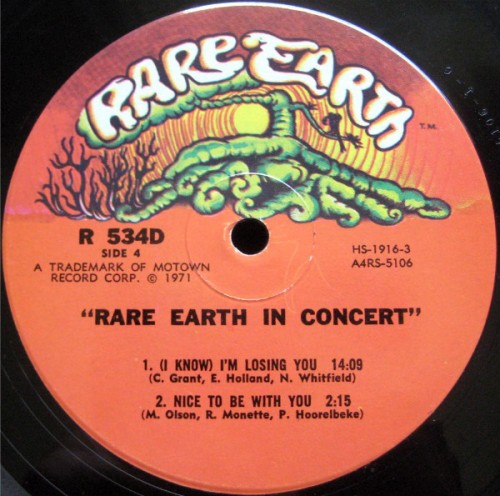 RARE EARTH
T.M.
R 534D
SIDE 4
A TRADEMARK OF MOTOWN
RECORD CORP. © 1971
HS-1916-3
A4RS-5106
"RARE EARTH IN CONCERT"
1. (I KNOW) I'M LOSING YOU 14:09
(C. Grant, E. Holland, N. Whitfield)
2. NICE TO BE WITH YOU 2:15
(M. Olson, R. Monette, P. Hoorelbeke)